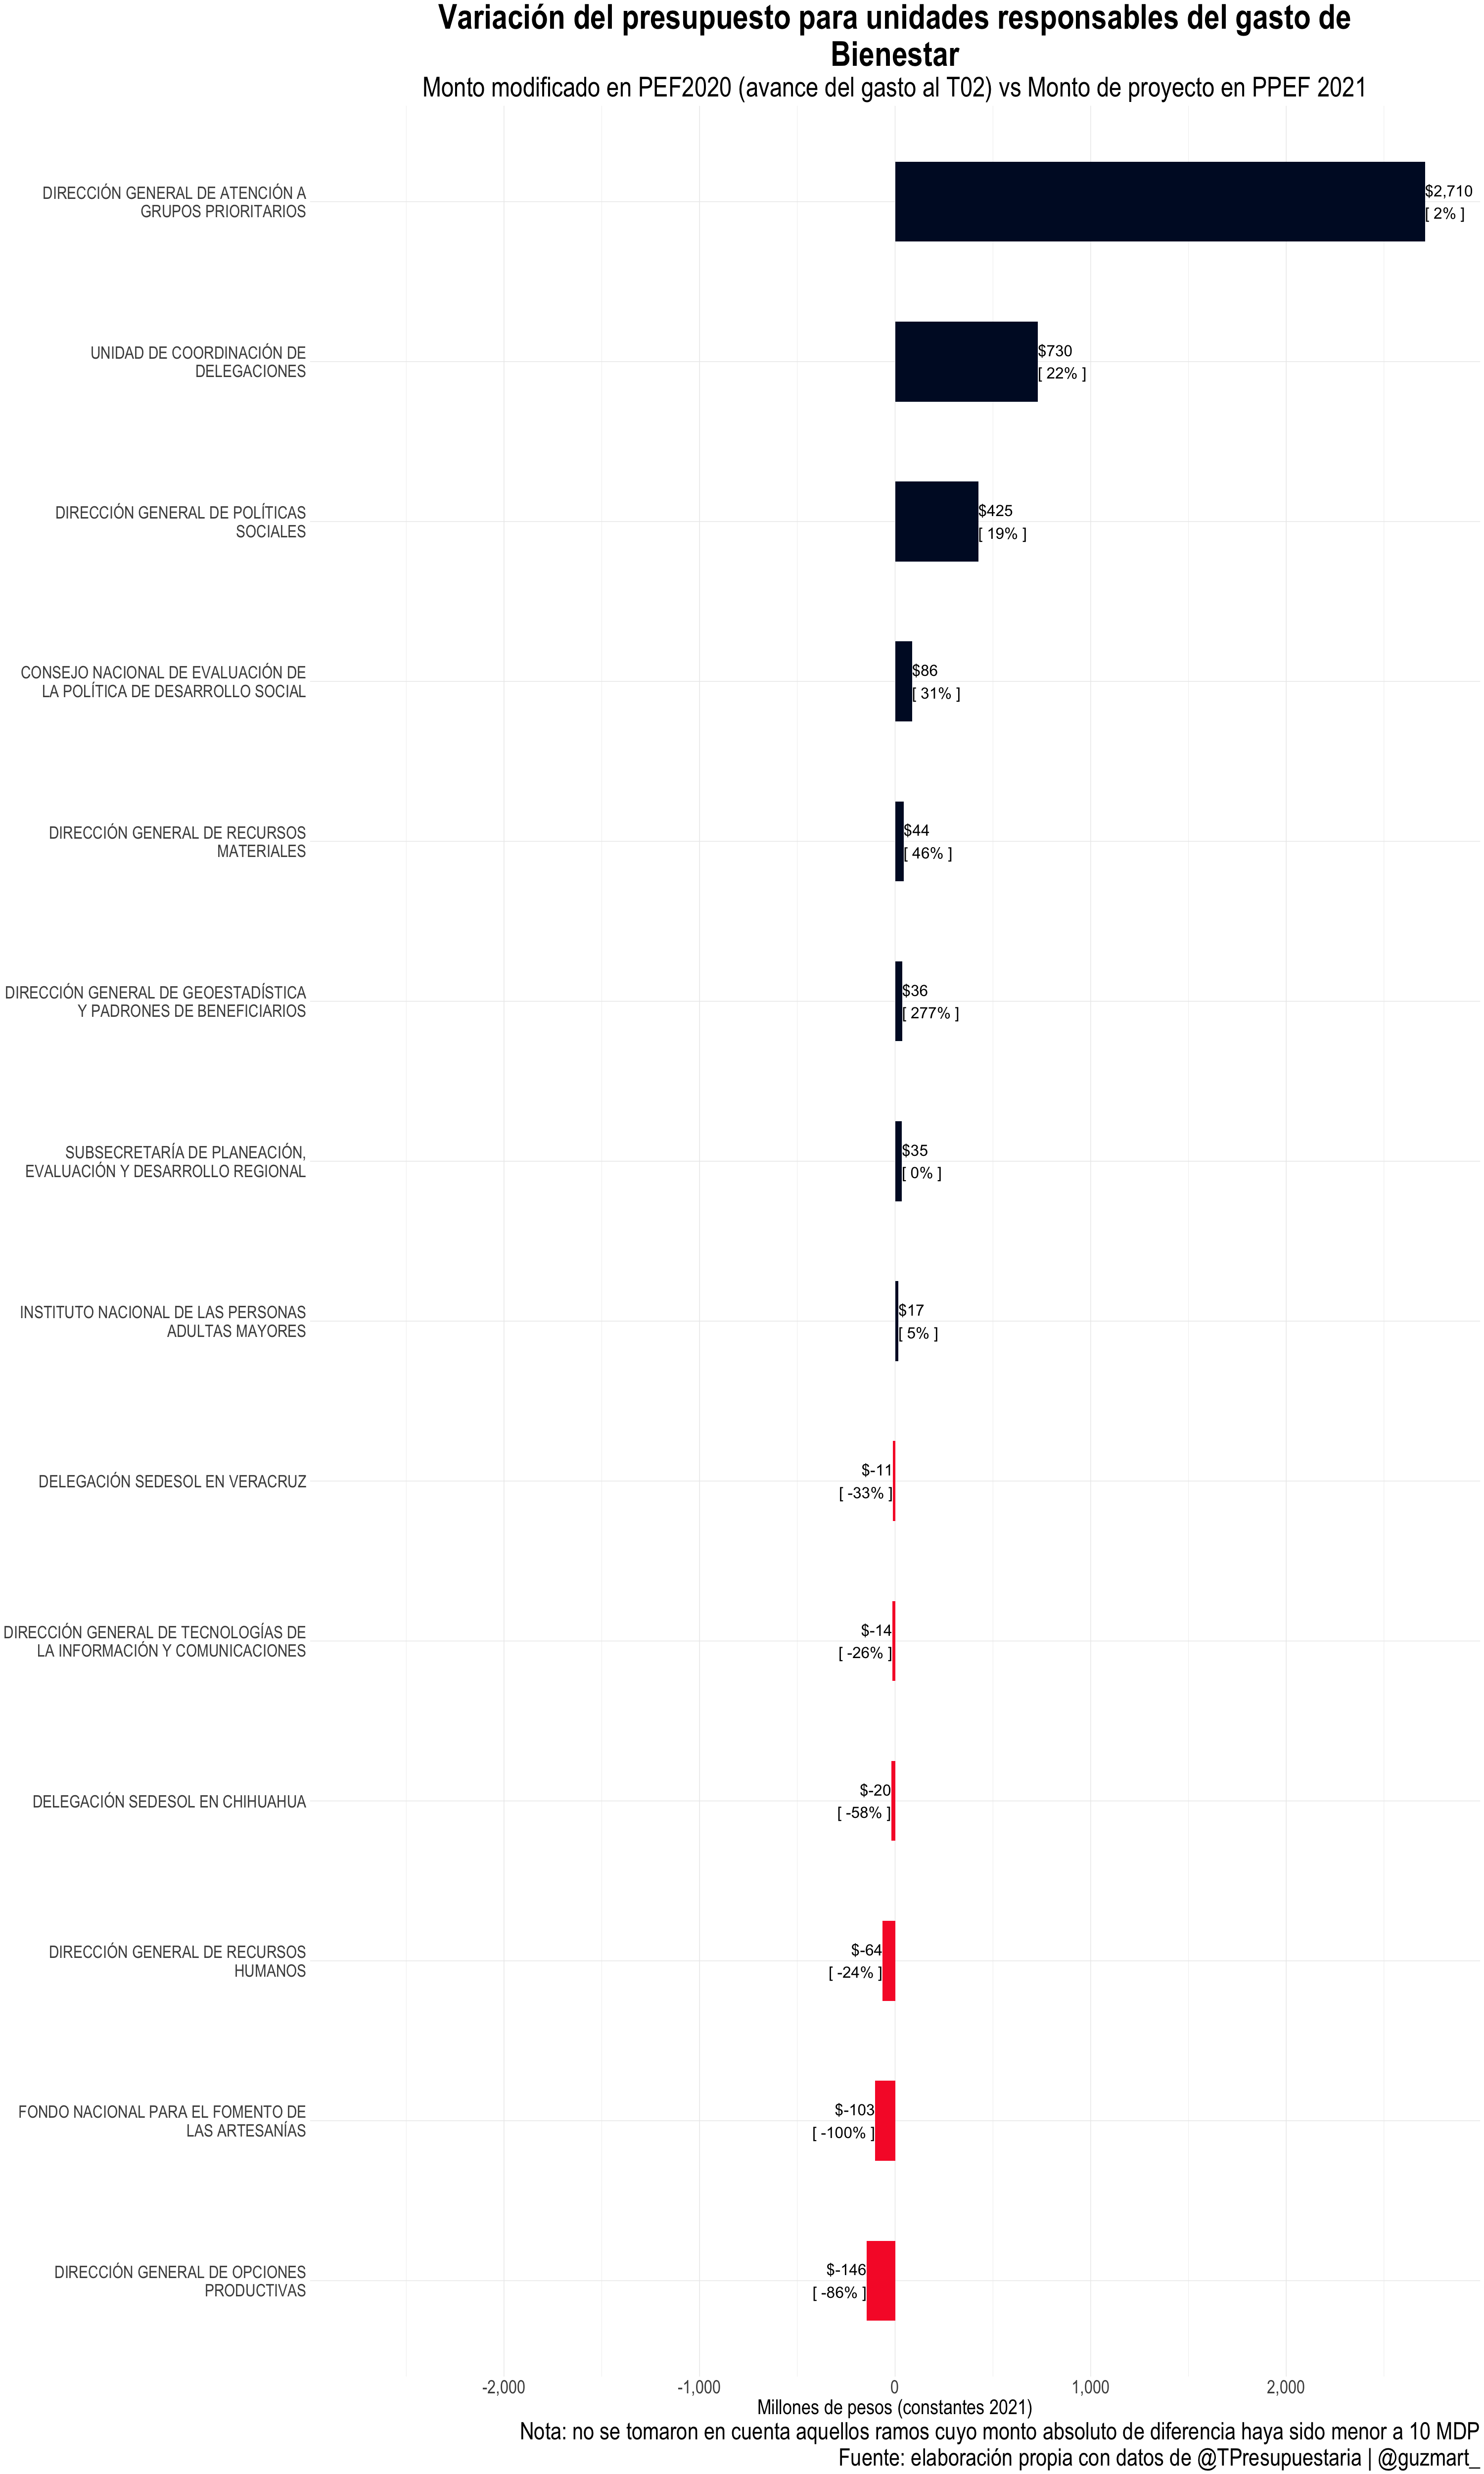 Variación del presupuesto para unidades responsables del gasto de
Bienestar
Monto modificado en PEF2020 (avance del gasto al T02) vs Monto de proyecto en PPEF 2021
DIRECCIÓN GENERAL DE ATENCIÓN A
GRUPOS PRIORITARIOS
$2,710
[ 2% ]
UNIDAD DE COORDINACIÓN DE
DELEGACIONES
$730
[ 22% ]
DIRECCIÓN GENERAL DE POLÍTICAS
SOCIALES
$425
[ 19% ]
CONSEJO NACIONAL DE EVALUACIÓN DE
LA POLÍTICA DE DESARROLLO SOCIAL
$86
[ 31% ]
DIRECCIÓN GENERAL DE RECURSOS
MATERIALES
$44
[ 46% ]
DIRECCIÓN GENERAL DE GEOESTADÍSTICA
Y PADRONES DE BENEFICIARIOS
$36
[ 277% ]
SUBSECRETARÍA DE PLANEACIÓN,
EVALUACIÓN Y DESARROLLO REGIONAL
$35
[ 0% ]
INSTITUTO NACIONAL DE LAS PERSONAS
ADULTAS MAYORES
$17
[ 5% ]
DELEGACIÓN SEDESOL EN VERACRUZ
$-11
[ -33% ]
DIRECCIÓN GENERAL DE TECNOLOGÍAS DE
LA INFORMACIÓN Y COMUNICACIONES
$-14
[ -26% ]
DELEGACIÓN SEDESOL EN CHIHUAHUA
$-20
[ -58% ]
DIRECCIÓN GENERAL DE RECURSOS
HUMANOS
$-64
[ -24% ]
FONDO NACIONAL PARA EL FOMENTO DE
LAS ARTESANÍAS
$-103
[ -100% ]
DIRECCIÓN GENERAL DE OPCIONES
PRODUCTIVAS
$-146
[ -86% ]
-2,000 -1,000 0 1,000 2,000
Millones de pesos (constantes 2021)
Nota: no se tomaron en cuenta aquellos ramos cuyo monto absoluto de diferencia haya sido menor a 10 MDP
Fuente: elaboración propia con datos de @TPresupuestaria | @guzmart_